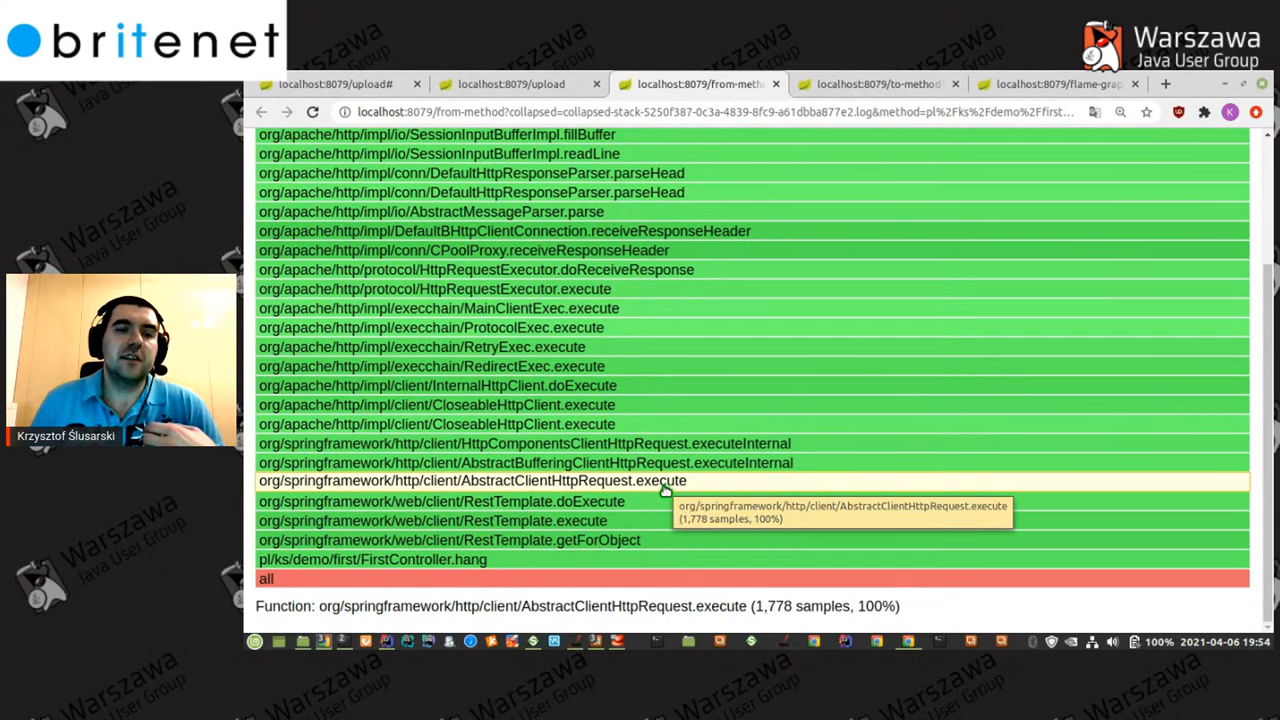 britenet
Warszawa
Java User Group
localhost:8079/upload#
localhost:8079/upload
localhost:8079/from-meth
localhost:8079/to-method
localhost:8079/flame-grap
localhost:8079/from-method?collapsed=collapsed-stack-5250f387-0c3a-4839-8fc9-a61dbba877e2.log&method=pl%2Fks%2Fdemo%2Ffirst...
K
org/apache/http/impl/io/SessionInputBufferImpl.fillBuffer
org/apache/http/impl/io/SessionInputBufferImpl.readLine
org/apache/http/impl/conn/DefaultHttpResponseParser.parseHead
org/apache/http/impl/conn/DefaultHttpResponseParser.parseHead
org/apache/http/impl/io/AbstractMessageParser.parse
org/apache/http/impl/DefaultBHttpClientConnection.receiveResponseHeader
org/apache/http/impl/conn/CPoolProxy.receiveResponseHeader
org/apache/http/protocol/HttpRequestExecutor.doReceiveResponse
org/apache/http/protocol/HttpRequestExecutor.execute
org/apache/http/impl/execchain/MainClientExec.execute
org/apache/http/impl/execchain/ProtocolExec.execute
org/apache/http/impl/execchain/RetryExec.execute
org/apache/http/impl/execchain/RedirectExec.execute
org/apache/http/impl/client/InternalHttpClient.doExecute
org/apache/http/impl/client/CloseableHttpClient.execute
org/apache/http/impl/client/CloseableHttpClient.execute
org/springframework/http/client/HttpComponentsClientHttpRequest.executeInternal
org/springframework/http/client/AbstractBufferingClientHttpRequest.executeInternal
org/springframework/http/client/AbstractClientHttpRequest.execute
org/springframework/web/client/RestTemplate.doExecute
org/springframework/http/client/AbstractClientHttpRequest.execute
(1,778 samples, 100%)
org/springframework/web/client/RestTemplate.execute
org/springframework/web/client/RestTemplate.getForObject
pl/ks/demo/first/FirstController.hang
all
Function: org/springframework/http/client/AbstractClientHttpRequest.execute (1,778 samples, 100%)
Krzysztof Ślusarski
100% 2021-04-06 19:54